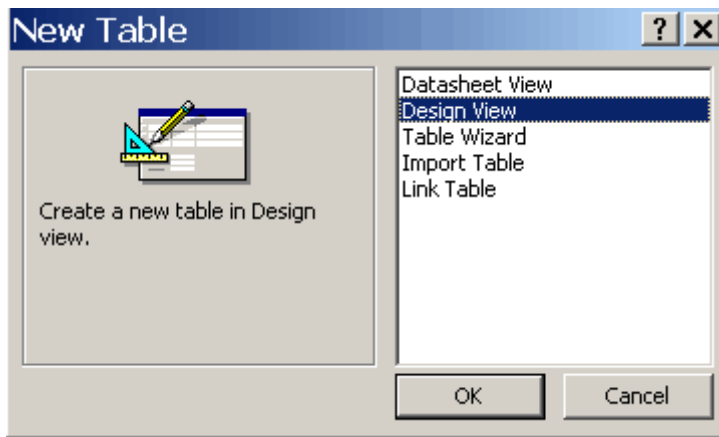 New Table
Create a new table in Design
view.
Datasheet View
Design View
Table Wizard
Import Table
Link Table
OK
Cancel